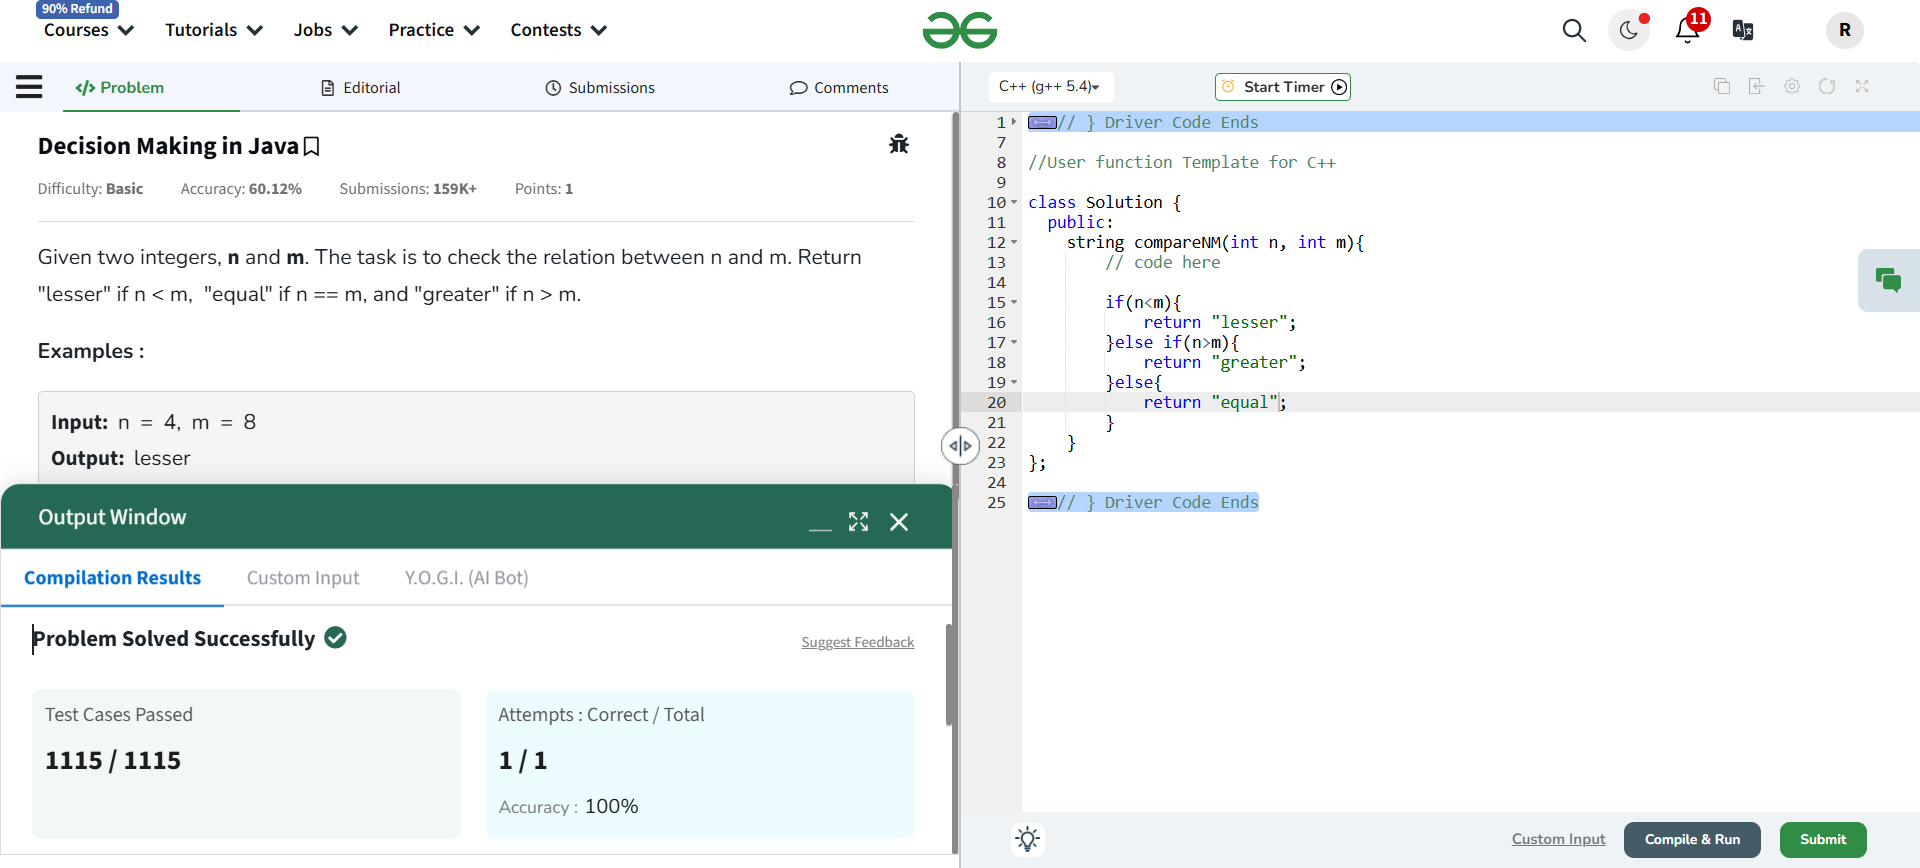 90% Refund
Courses Tutorials Jobs Practice Contests
11
R
</> Problem Editorial Submissions Comments
Decision Making in Java
Difficulty: Basic Accuracy: 60.12% Submissions: 159K+ Points: 1
Given two integers, n and m. The task is to check the relation between n and m. Return
"lesser" if n < m, "equal" if n == m, and "greater" if n > m.
Examples :
Input: n = 4, m = 8
Output: lesser
Output Window
Compilation Results Custom Input Y.O.G.I. (AI Bot)
Problem Solved Successfully
Suggest Feedback
Test Cases Passed
1115 / 1115
Attempts : Correct / Total
1 / 1
Accuracy : 100%
C++ (g++ 5.4)
Start Timer
1 // } Driver Code Ends
7
8 //User function Template for C++
9
10 class Solution {
11 public:
12 string compareNM(int n, int m){
13 // code here
14
15 if(n<m){
16 return "lesser";
17 }else if(n>m){
18 return "greater";
19 }else{
20 return "equal";
21 }
22 }
23 };
24
25 // } Driver Code Ends
Custom Input Compile & Run Submit